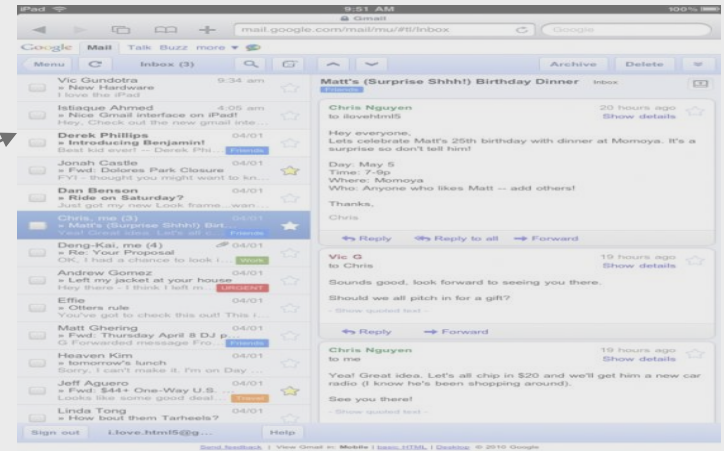 iPad 9:51 AM 100%
Gmail
mail.google.com/mail/mu/#tl/Inbox Google
Google Mail Talk Buzz more ▾
Menu Inbox (3) Archive Delete
Vic Gundotra 9:34 am
» New Hardware
I love the iPad
Istiaque Ahmed 4:05 am
» Nice Gmail interface on iPad!
Hey, Check out the new gmail inte...
Derek Phillips 04/01
» Introducing Benjamin!
Best kid ever! -- Derek Phi... Friends
Jonah Castle 04/01
» Fwd: Dolores Park Closure
FYI - thought you might want to kn...
Dan Benson 04/01
» Ride on Saturday?
Just got my new Look frame...wan...
Chris, me (3) 04/01
» Matt's (Surprise Shhh!) Birt...
Yea! Great idea. Let's all c... Friends
Deng-Kai, me (4) 04/01
» Re: Your Proposal
OK, I had a chance to look i... Work
Andrew Gomez 04/01
» Left my jacket at your house
Hey there - I think I left m... URGENT
Effie 04/01
» Otters rule
You've got to check this out! This i...
Matt Ghering 04/01
» Fwd: Thursday April 8 DJ p...
G Forwarded message Fro... Friends
Heaven Kim 04/01
» tomorrow's lunch
Sorry, I can't make it. I'm on Day ...
Jeff Aguero 04/01
» Fwd: $44+ One-Way U.S. ...
Looks like some good deal... Travel
Linda Tong 04/01
» How bout them Tarheels?
Sign out i.love.html5@g... Help
Matt's (Surprise Shhh!) Birthday Dinner Inbox
Friends
Chris Nguyen 20 hours ago
to ilovehtml5 Show details
Hey everyone,
Lets celebrate Matt's 25th birthday with dinner at Momoya. It's a
surprise so don't tell him!
Day: May 5
Time: 7-9p
Where: Momoya
Who: Anyone who likes Matt -- add others!
Thanks,
Chris
Reply Reply to all Forward
Vic G 19 hours ago
to Chris Show details
Sounds good, look forward to seeing you there.
Should we all pitch in for a gift?
- Show quoted text -
Reply Forward
Chris Nguyen 19 hours ago
to me Show details
Yea! Great idea. Let's all chip in $20 and we'll get him a new car
radio (I know he's been shopping around).
See you there!
- Show quoted text -
Send feedback | View Gmail in: Mobile | basic HTML | Desktop © 2010 Google